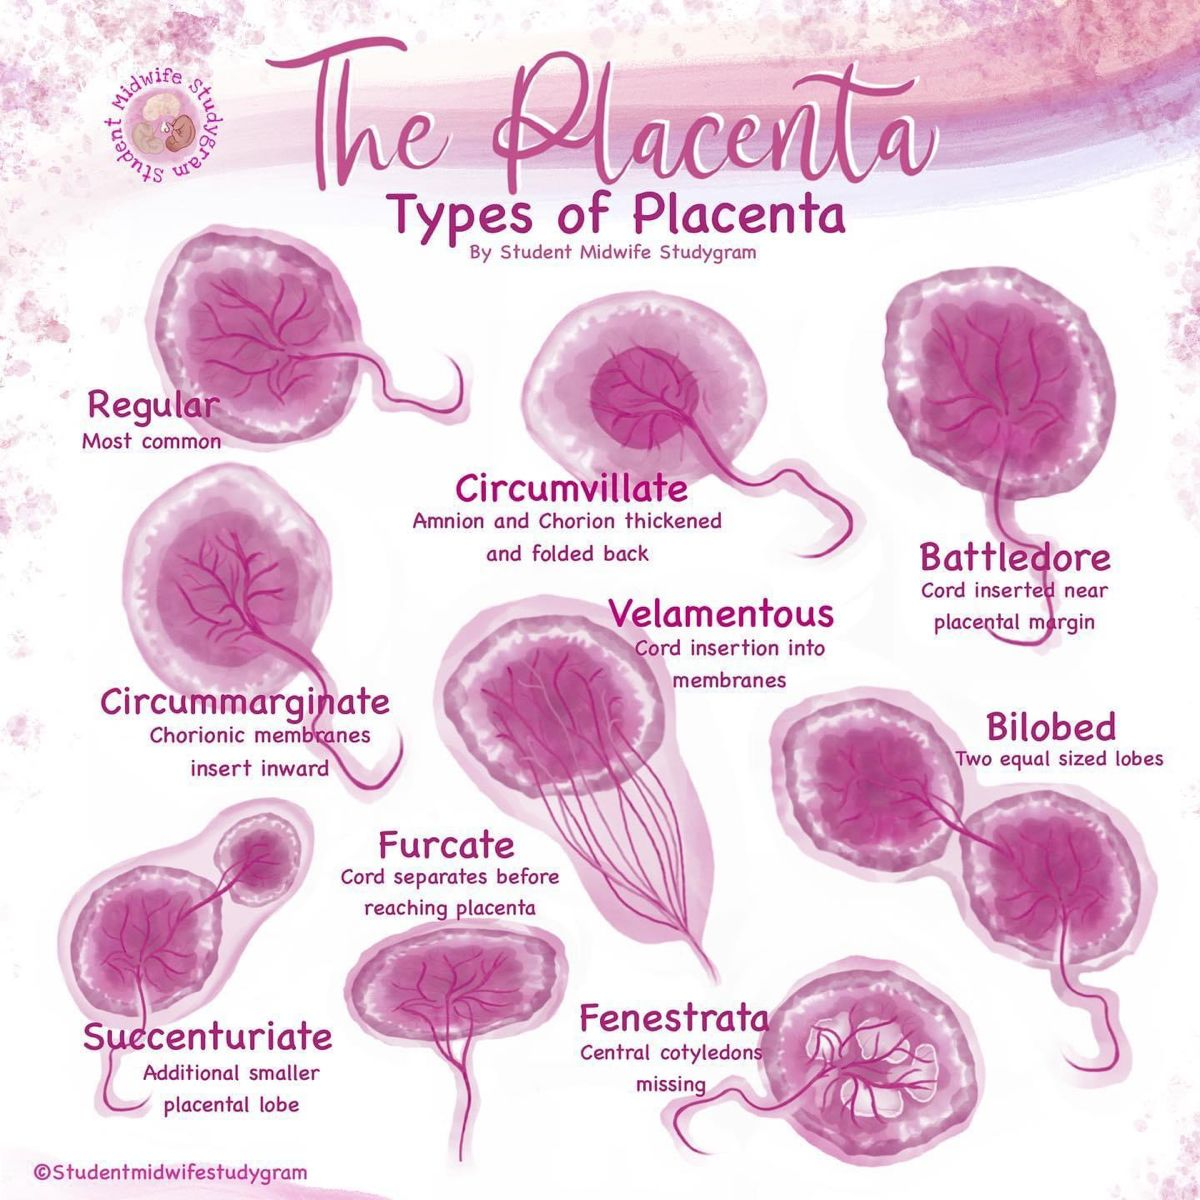 Student Midwife Studygram
The Placenta
Types of Placenta
By Student Midwife Studygram
Regular
Most common
Circumvillate
Amnion and Chorion thickened
and folded back
Battledore
Cord inserted near
placental margin
Circummarginate
Chorionic membranes
insert inward
Velamentous
Cord insertion into
membranes
Bilobed
Two equal sized lobes
Furcate
Cord separates before
reaching placenta
Succenturiate
Additional smaller
placental lobe
Fenestrata
Central cotyledons
missing
©Studentmidwifestudygram